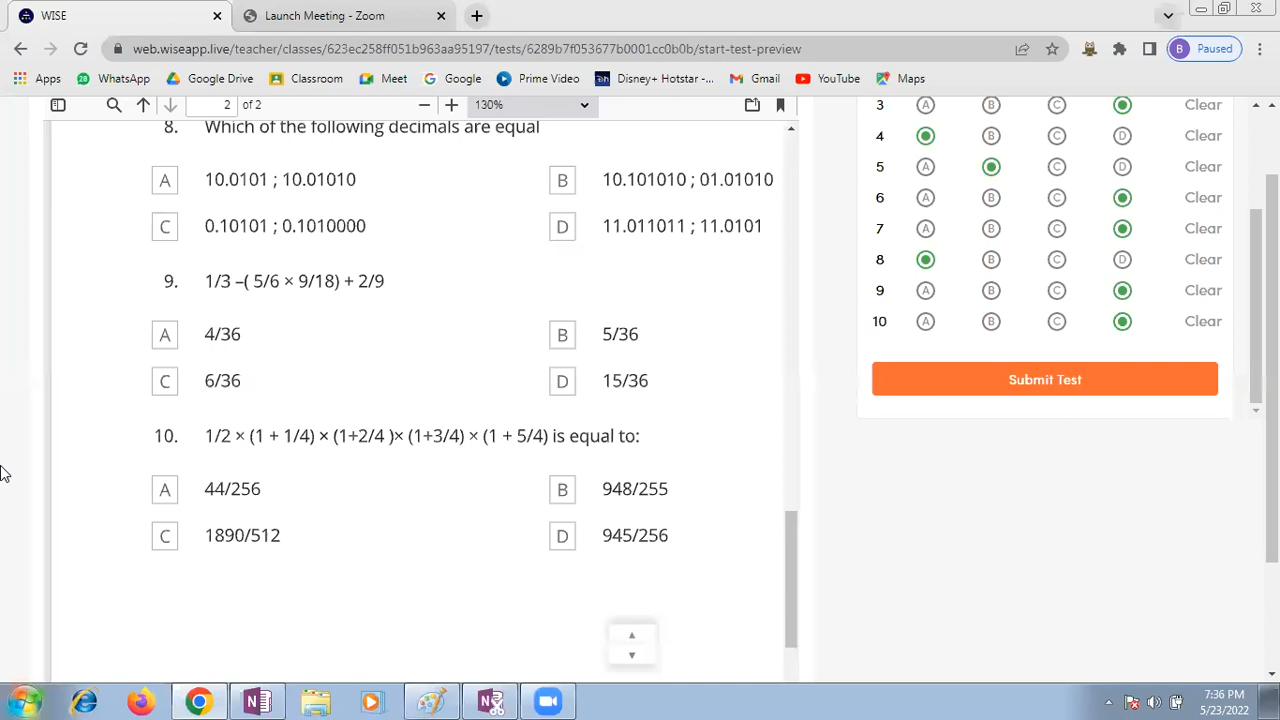 WISE
Launch Meeting - Zoom
web.wiseapp.live/teacher/classes/623ec258ff051b963aa95197/tests/6289b7f053677b0001cc0b0b/start-test-preview
B Paused
Apps WhatsApp Google Drive Classroom Meet Google Prime Video Disney+ Hotstar -... Gmail YouTube Maps
2 of 2 130%
8. Which of the following decimals are equal
A 10.0101 ; 10.01010
B 10.101010 ; 01.01010
C 0.10101 ; 0.1010000
D 11.011011 ; 11.0101
9. 1/3 –( 5/6 × 9/18) + 2/9
A 4/36
B 5/36
C 6/36
D 15/36
10. 1/2 × (1 + 1/4) × (1+2/4 )× (1+3/4) × (1 + 5/4) is equal to:
A 44/256
B 948/255
C 1890/512
D 945/256
3 A B C Clear
4 B C D Clear
5 A C D Clear
6 A B C Clear
7 A B C Clear
8 B C D Clear
9 A B C Clear
10 A B C Clear
Submit Test
7:36 PM
5/23/2022